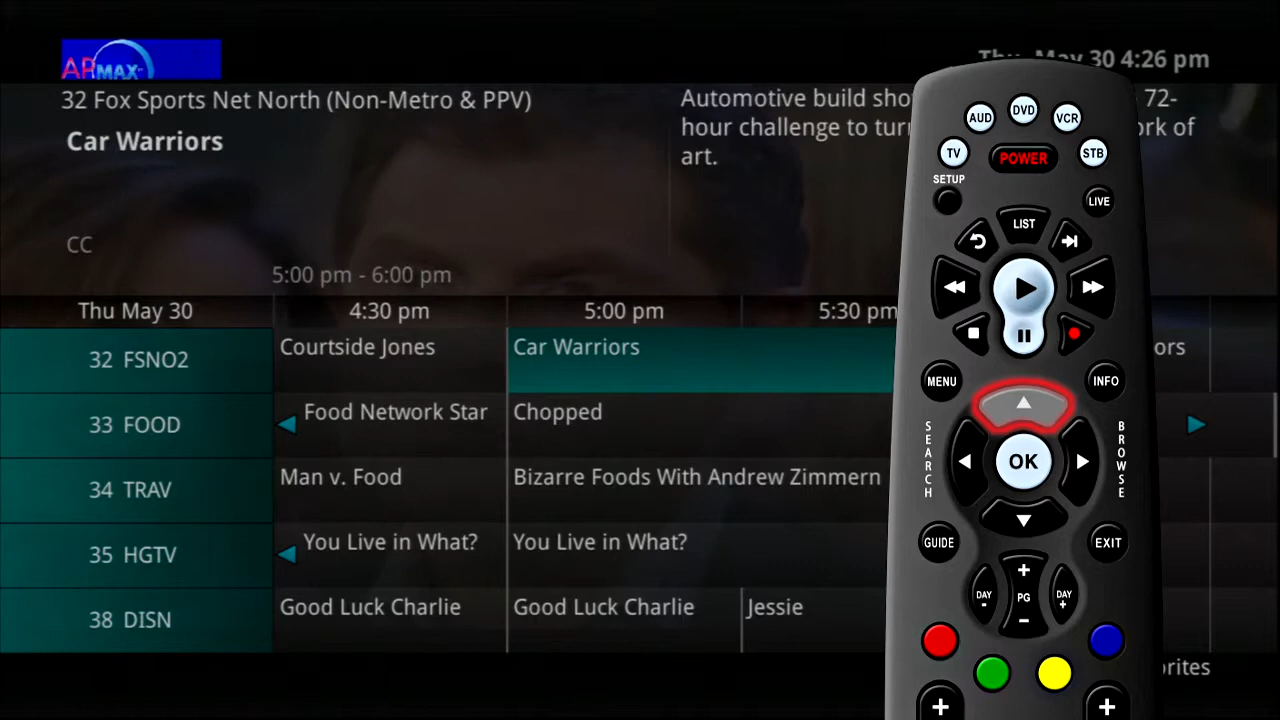 APMAX
Thu May 30 4:26 pm
32 Fox Sports Net North (Non-Metro & PPV)
Car Warriors
CC
5:00 pm - 6:00 pm
Automotive build sho 72-
hour challenge to turn rk of
art.
Thu May 30 4:30 pm 5:00 pm 5:30 pm
32 FSNO2 Courtside Jones Car Warriors ors
33 FOOD Food Network Star Chopped
34 TRAV Man v. Food Bizarre Foods With Andrew Zimmern
35 HGTV You Live in What? You Live in What?
38 DISN Good Luck Charlie Good Luck Charlie Jessie
orites
AUD DVD VCR
TV POWER STB
SETUP
LIVE
LIST
MENU INFO
SEARCH OK BROWSE
GUIDE EXIT
+
DAY - PG DAY +
-
+ +